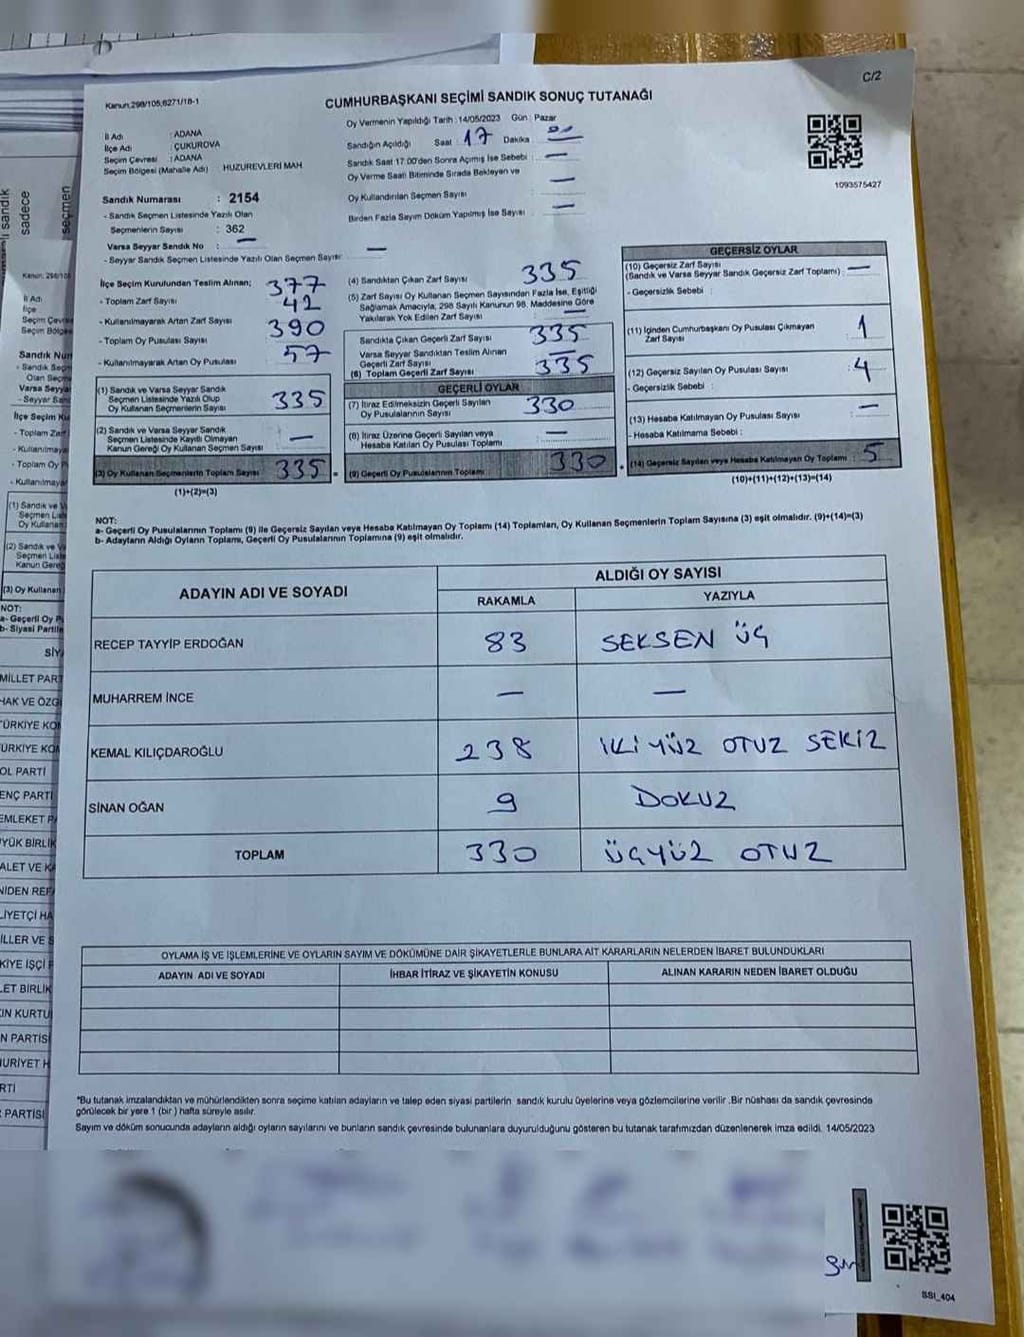 C/2
Kanun:298/105,6271/18-1
CUMHURBAŞKANI SEÇİMİ SANDIK SONUÇ TUTANAĞI
İl Adı : ADANA
İlçe Adı : ÇUKUROVA
Seçim Çevresi : ADANA
Seçim Bölgesi (Mahalle Adı) HUZUREVLERİ MAH
Sandık Numarası : 2154
- Sandık Seçmen Listesinde Yazılı Olan
Seçmenlerin Sayısı : 362
Varsa Seyyar Sandık No : —
- Seyyar Sandık Seçmen Listesinde Yazılı Olan Seçmen Sayısı: —
Oy Vermenin Yapıldığı Tarih : 14/05/2023 Gün : Pazar
Sandığın Açıldığı Saat : 17 Dakika :
Sandık Saat 17:00'den Sonra Açımış İse Sebebi : —
Oy Verme Saati Bitiminde Sırada Bekleyen ve —
Oy Kullandırılan Seçmen Sayısı
Birden Fazla Sayım Döküm Yapılmış İse Sayısı —
1093575427
İlçe Seçim Kurulundan Teslim Alınan;
- Toplam Zarf Sayısı 377
- Kullanılmayarak Artan Zarf Sayısı 42
- Toplam Oy Pusulası Sayısı 390
- Kullanılmayarak Artan Oy Pusulası 57
(1) Sandık ve Varsa Seyyar Sandık
Seçmen Listesinde Yazılı Olup
Oy Kullanan Seçmenlerin Sayısı 335
(2) Sandık ve Varsa Seyyar Sandık
Seçmen Listesinde Kaydı Olmayan
Kanun Gereği Oy Kullanan Seçmen Sayısı —
(3) Oy Kullanan Seçmenlerin Toplam Sayısı 335
(1)+(2)=(3)
(4) Sandıktan Çıkan Zarf Sayısı 335
(5) Zarf Sayısı Oy Kullanan Seçmen Sayısından Fazla İse, Eşitliği
Sağlamak Amacıyla, 298 Sayılı Kanunun 98. Maddesine Göre
Yakılarak Yok Edilen Zarf Sayısı —
Sandıkta Çıkan Geçerli Zarf Sayısı 335
Varsa Seyyar Sandıktan Teslim Alınan
Geçerli Zarf Sayısı —
(6) Toplam Geçerli Zarf Sayısı 335
GEÇERLİ OYLAR
(7) İtiraz Edilmeksizin Geçerli Sayılan
Oy Pusulalarının Sayısı 330
(8) İtiraz Üzerine Geçerli Sayılan veya
Hesaba Katılan Oy Pusulası Toplamı —
(9) Geçerli Oy Pusulalarının Toplamı 330
GEÇERSİZ OYLAR
(10) Geçersiz Zarf Sayısı
(Sandık ve Varsa Seyyar Sandık Geçersiz Zarf Toplamı) : —
- Geçersizlik Sebebi :
(11) İçinden Cumhurbaşkanı Oy Pusulası Çıkmayan
Zarf Sayısı : 1
(12) Geçersiz Sayılan Oy Pusulası Sayısı : 4
- Geçersizlik Sebebi :
(13) Hesaba Katılmayan Oy Pusulası Sayısı : —
- Hesaba Katılmama Sebebi :
(14) Geçersiz Sayılan veya Hesaba Katılmayan Oy Toplamı : 5
(10)+(11)+(12)+(13)=(14)
NOT:
a- Geçerli Oy Pusulalarının Toplamı (9) ile Geçersiz Sayılan veya Hesaba Katılmayan Oy Toplamı (14) Toplamları, Oy Kullanan Seçmenlerin Toplam Sayısına (3) eşit olmalıdır. (9)+(14)=(3)
b- Adayların Aldığı Oyların Toplamı, Geçerli Oy Pusulalarının Toplamına (9) eşit olmalıdır.
ADAYIN ADI VE SOYADI
ALDIĞI OY SAYISI
RAKAMLA YAZIYLA
RECEP TAYYİP ERDOĞAN 83 SEKSEN ÜÇ
MUHARREM İNCE — —
KEMAL KILIÇDAROĞLU 238 İKİ YÜZ OTUZ SEKİZ
SİNAN OĞAN 9 DOKUZ
TOPLAM 330 ÜÇYÜZ OTUZ
OYLAMA İŞ VE İŞLEMLERİNE VE OYLARIN SAYIM VE DÖKÜMÜNE DAİR ŞİKAYETLERLE BUNLARA AİT KARARLARIN NELERDEN İBARET BULUNDUKLARI
ADAYIN ADI VE SOYADI İHBAR İTİRAZ VE ŞİKAYETİN KONUSU ALINAN KARARIN NEDEN İBARET OLDUĞU
*Bu tutanak imzalandıktan ve mühürlendikten sonra seçime katılan adayların ve talep eden siyasi partilerin sandık kurulu üyelerine veya gözlemcilerine verilir .Bir nüshası da sandık çevresinde
görülecek bir yere 1 (bir ) hafta süreyle asılır.
Sayım ve döküm sonucunda adayların aldığı oyların sayılarını ve bunların sandık çevresinde bulunanlara duyurulduğunu gösteren bu tutanak tarafımızdan düzenlenerek imza edildi. 14/05/2023
SSI_404